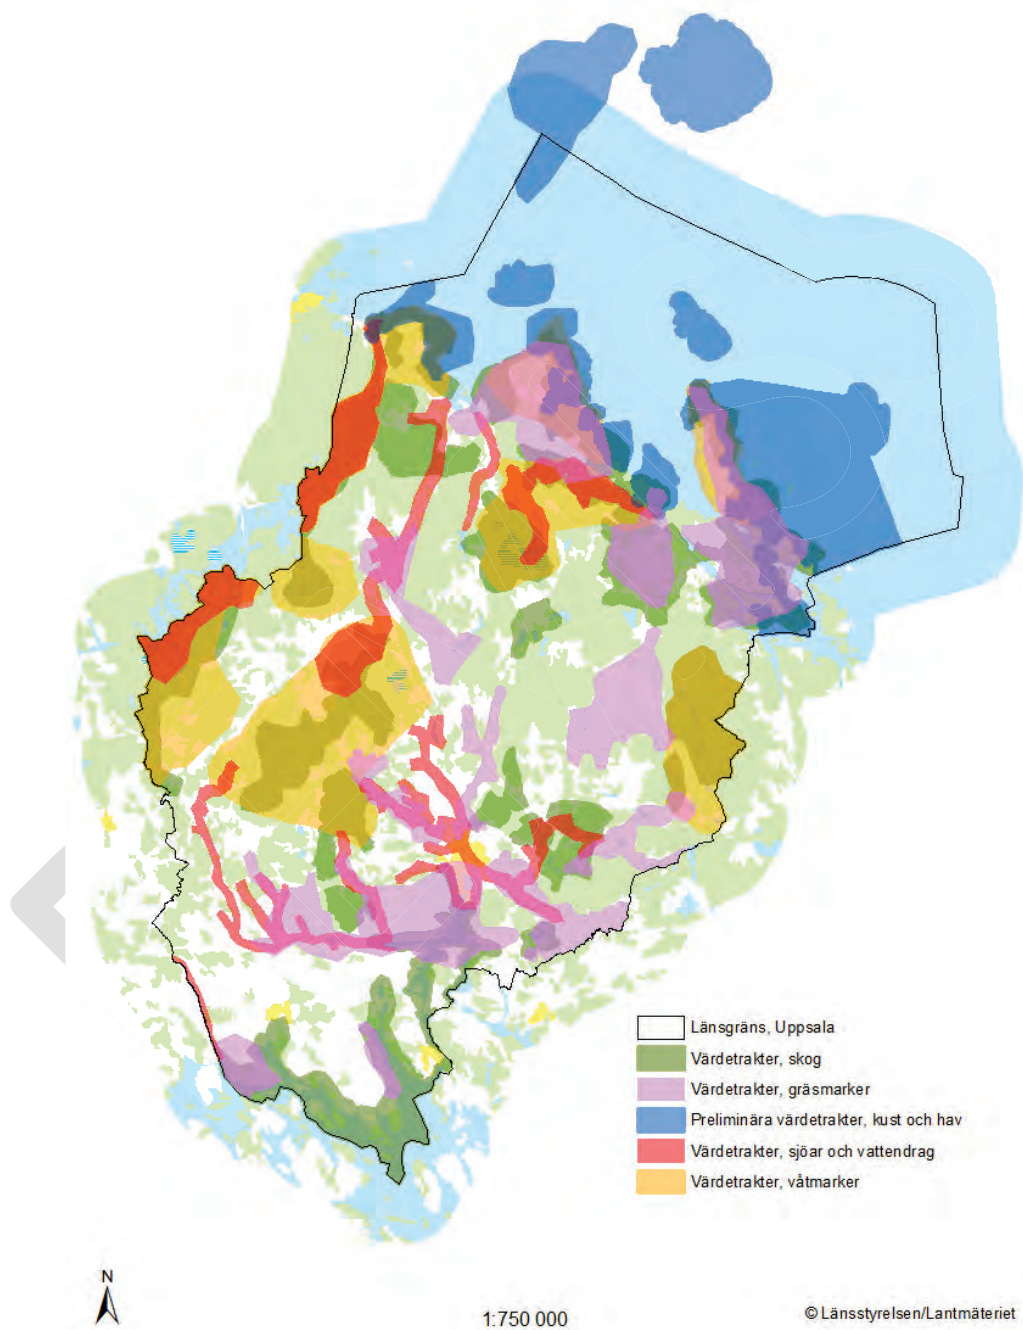 Länsgräns, Uppsala
Värdetrakter, skog
Värdetrakter, gräsmarker
Preliminära värdetrakter, kust och hav
Värdetrakter, sjöar och vattendrag
Värdetrakter, våtmarker
N
1:750 000
© Länsstyrelsen/Lantmäteriet